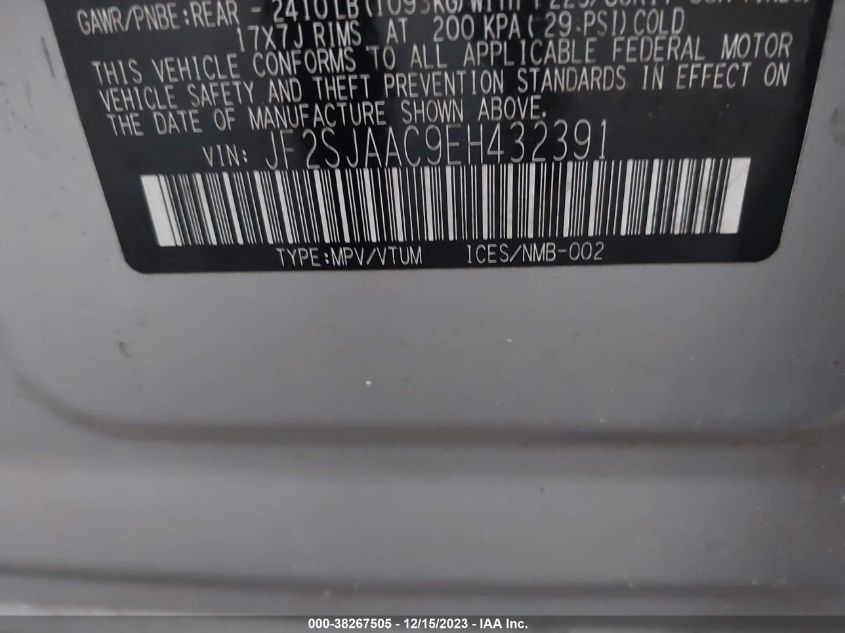 GAWR/PNBE:REAR - 2410LB(1093KG)WITH P225/60R17
17X7J RIMS AT 200 KPA(29 PSI)COLD
THIS VEHICLE CONFORMS TO ALL APPLICABLE FEDERAL MOTOR
VEHICLE SAFETY AND THEFT PREVENTION STANDARDS IN EFFECT ON
THE DATE OF MANUFACTURE SHOWN ABOVE.
VIN: JF2SJAAC9EH432391
TYPE:MPV/VTUM ICES/NMB-002
000-38267505 - 12/15/2023 - IAA Inc.